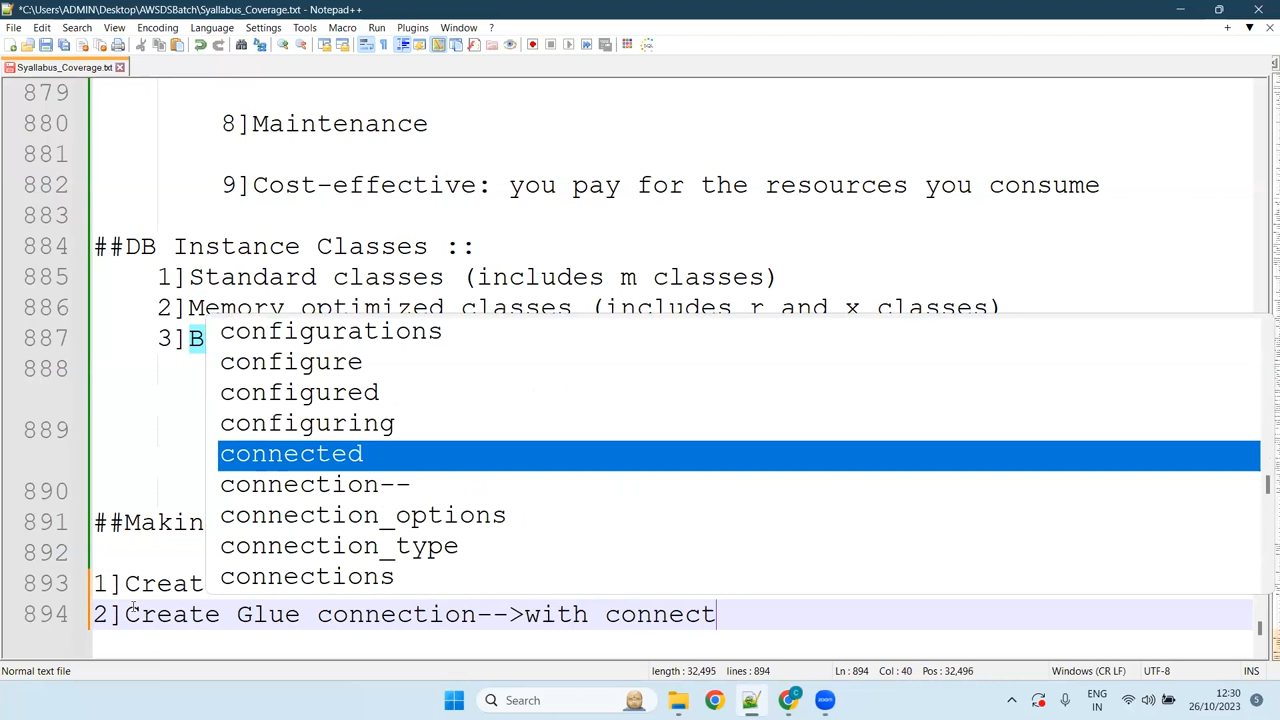 *C:\Users\ADMIN\Desktop\AWSDSBatch\Syallabus_Coverage.txt - Notepad++
File Edit Search View Encoding Language Settings Tools Macro Run Plugins Window ?
Syallabus_Coverage.txt
879
880 8]Maintenance
881
882 9]Cost-effective: you pay for the resources you consume
883
884 ##DB Instance Classes ::
885 1]Standard classes (includes m classes)
886 2]Memory optimized classes (includes r and x classes)
887 3]B
configurations
888
configure
configured
889
configuring
connected
890
connection--
891 ##Makin
connection_options
892
connection_type
893 1]Creat
connections
894 2]Create Glue connection-->with connect
Normal text file length : 32,495 lines : 894 Ln : 894 Col : 40 Pos : 32,496 Windows (CR LF) UTF-8 INS
Search
ENG
IN
12:30
26/10/2023